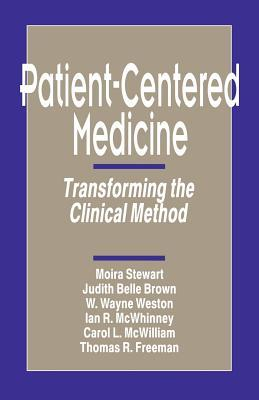 Patient-Centered
Medicine
Transforming the
Clinical Method
Moira Stewart
Judith Belle Brown
W. Wayne Weston
Ian R. McWhinney
Carol L. McWilliam
Thomas R. Freeman